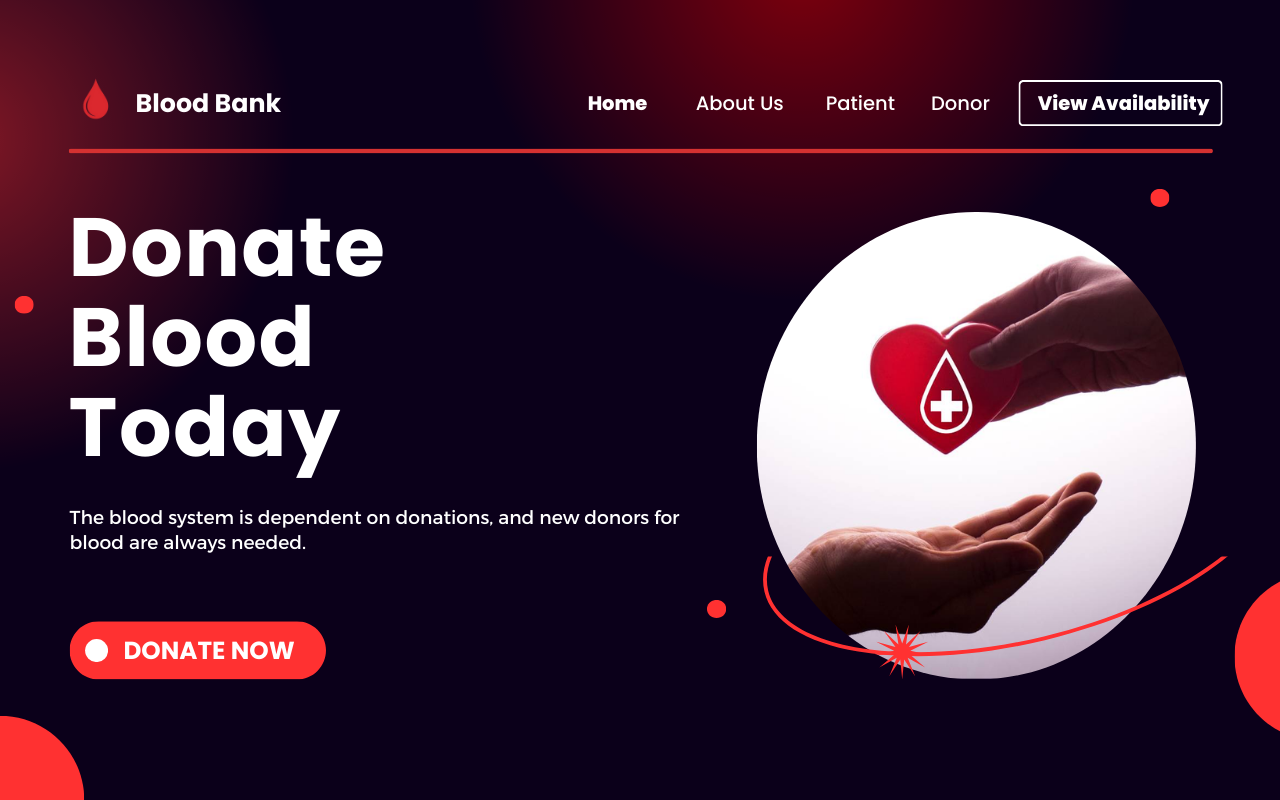 Blood Bank
Home About Us Patient Donor View Availability
Donate
Blood
Today
The blood system is dependent on donations, and new donors for
blood are always needed.
DONATE NOW